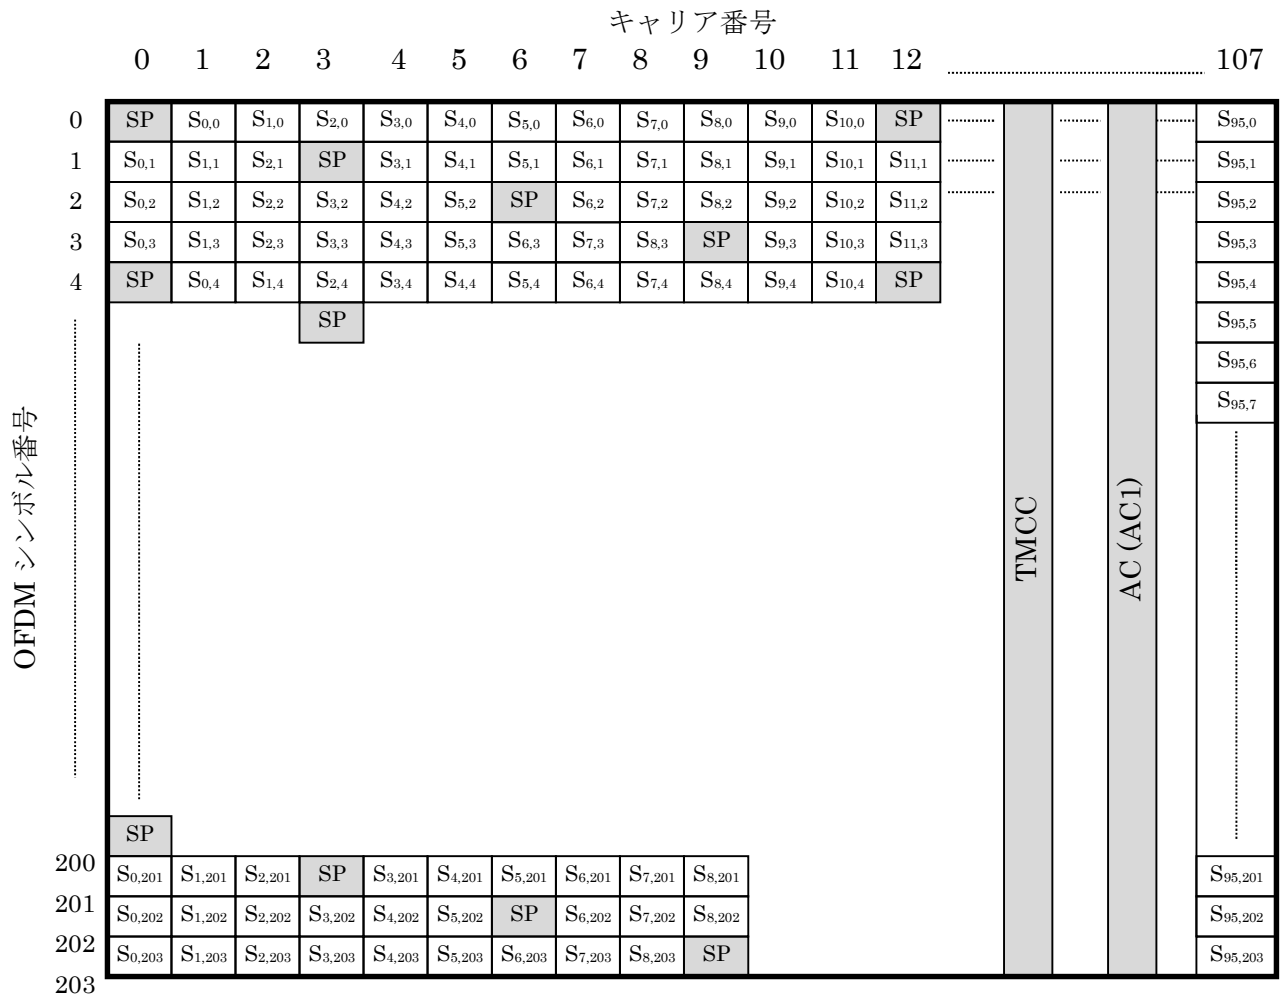 キャリア番号
0 1 2 3 4 5 6 7 8 9 10 11 12 107
0 SP S0,0 S1,0 S2,0 S3,0 S4,0 S5,0 S6,0 S7,0 S8,0 S9,0 S10,0 SP S95,0
1 S0,1 S1,1 S2,1 SP S3,1 S4,1 S5,1 S6,1 S7,1 S8,1 S9,1 S10,1 S11,1 S95,1
2 S0,2 S1,2 S2,2 S3,2 S4,2 S5,2 SP S6,2 S7,2 S8,2 S9,2 S10,2 S11,2 S95,2
3 S0,3 S1,3 S2,3 S3,3 S4,3 S5,3 S6,3 S7,3 S8,3 SP S9,3 S10,3 S11,3 S95,3
4 SP S0,4 S1,4 S2,4 S3,4 S4,4 S5,4 S6,4 S7,4 S8,4 S9,4 S10,4 SP S95,4
SP S95,5
S95,6
S95,7
OFDM シンボル番号
TMCC
AC (AC1)
SP
200 S0,201 S1,201 S2,201 SP S3,201 S4,201 S5,201 S6,201 S7,201 S8,201 S95,201
201 S0,202 S1,202 S2,202 S3,202 S4,202 S5,202 SP S6,202 S7,202 S8,202 S95,202
202 S0,203 S1,203 S2,203 S3,203 S4,203 S5,203 S6,203 S7,203 S8,203 SP S95,203
203